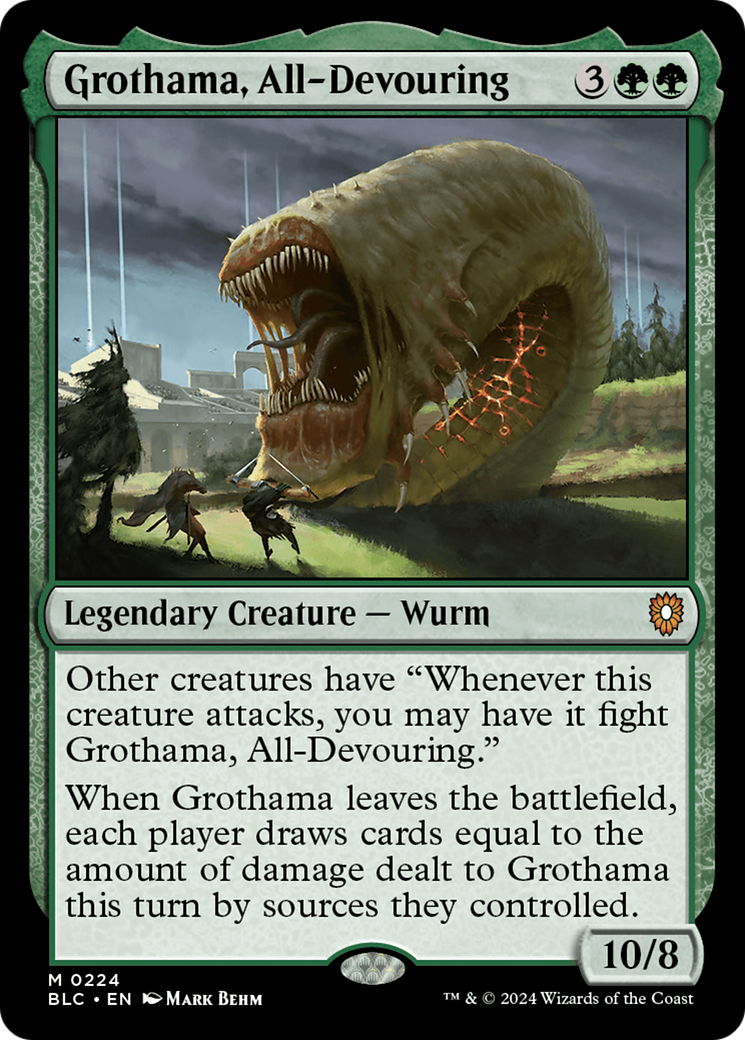 Grothama, All-Devouring 3
Legendary Creature — Wurm
Other creatures have “Whenever this
creature attacks, you may have it fight
Grothama, All-Devouring.”
When Grothama leaves the battlefield,
each player draws cards equal to the
amount of damage dealt to Grothama
this turn by sources they controlled.
10/8
M 0224
BLC • EN Mark Behm
™ & © 2024 Wizards of the Coast